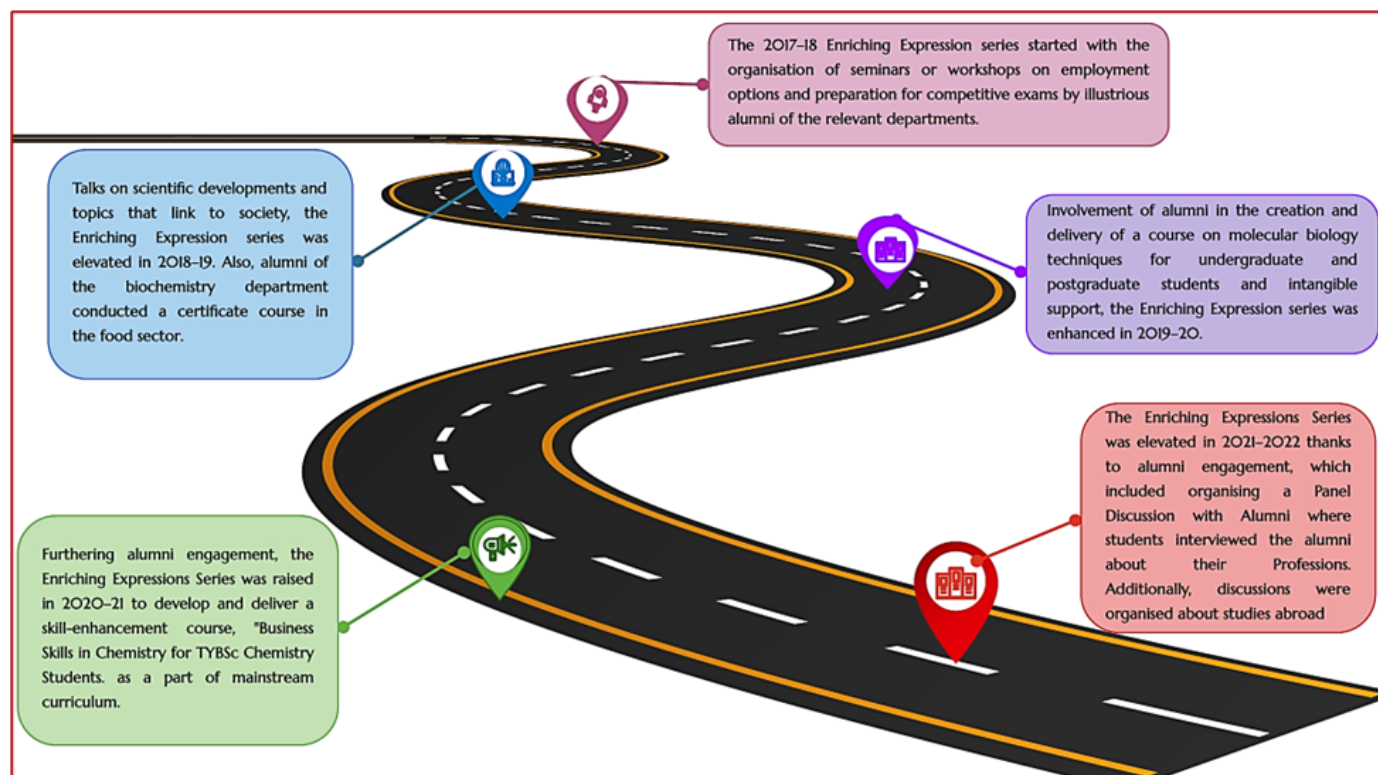 The 2017–18 Enriching Expression series started with the
organisation of seminars or workshops on employment
options and preparation for competitive exams by illustrious
alumni of the relevant departments.
Talks on scientific developments and
topics that link to society, the
Enriching Expression series was
elevated in 2018–19. Also, alumni of
the biochemistry department
conducted a certificate course in
the food sector.
Involvement of alumni in the creation and
delivery of a course on molecular biology
techniques for undergraduate and
postgraduate students and intangible
support, the Enriching Expression series was
enhanced in 2019–20.
Furthering alumni engagement, the
Enriching Expressions Series was raised
in 2020–21 to develop and deliver a
skill-enhancement course, "Business
Skills in Chemistry for TYBSc Chemistry
Students. as a part of mainstream
curriculum.
The Enriching Expressions Series
was elevated in 2021–2022 thanks
to alumni engagement, which
included organising a Panel
Discussion with Alumni where
students interviewed the alumni
about their Professions.
Additionally, discussions were
organised about studies abroad